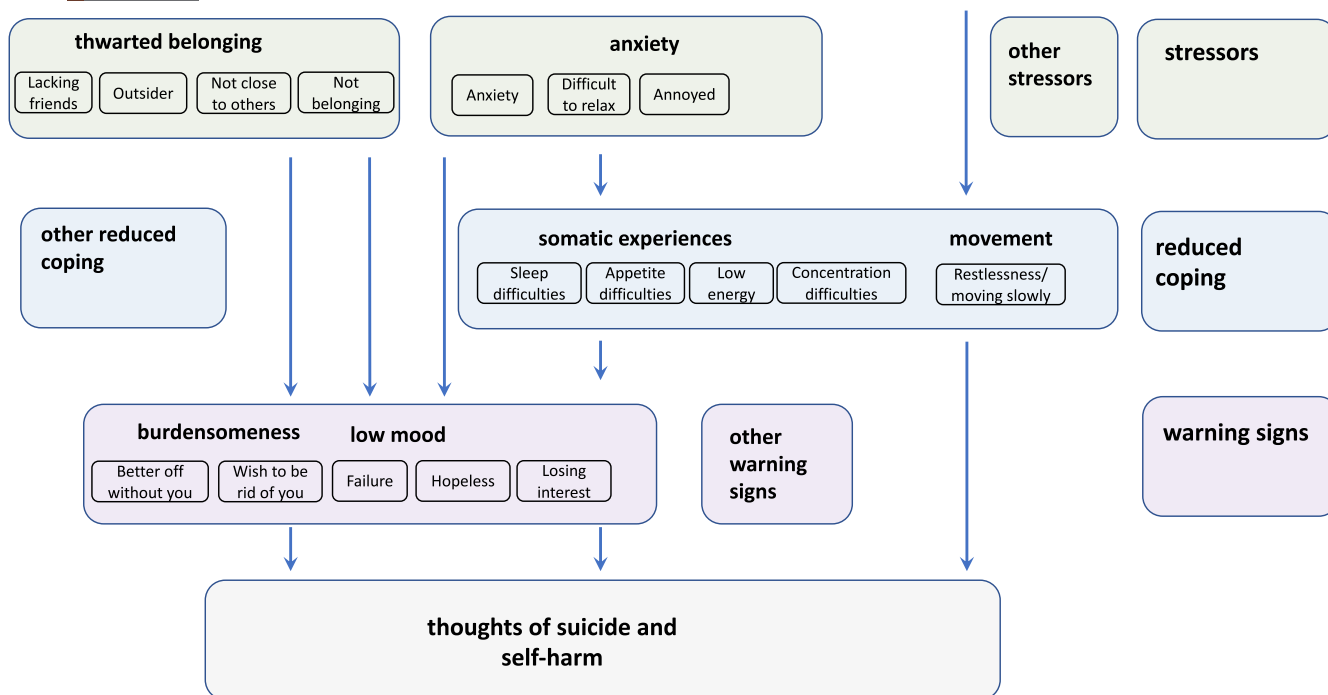 thwarted belonging
Lacking
friends
Outsider
Not close
to others
Not
belonging
anxiety
Anxiety
Difficult
to relax
Annoyed
other
stressors
stressors
other reduced
coping
somatic experiences
Sleep
difficulties
Appetite
difficulties
Low
energy
Concentration
difficulties
movement
Restlessness/
moving slowly
reduced
coping
burdensomeness
low mood
Better off
without you
Wish to be
rid of you
Failure
Hopeless
Losing
interest
other
warning
signs
warning signs
thoughts of suicide and
self-harm